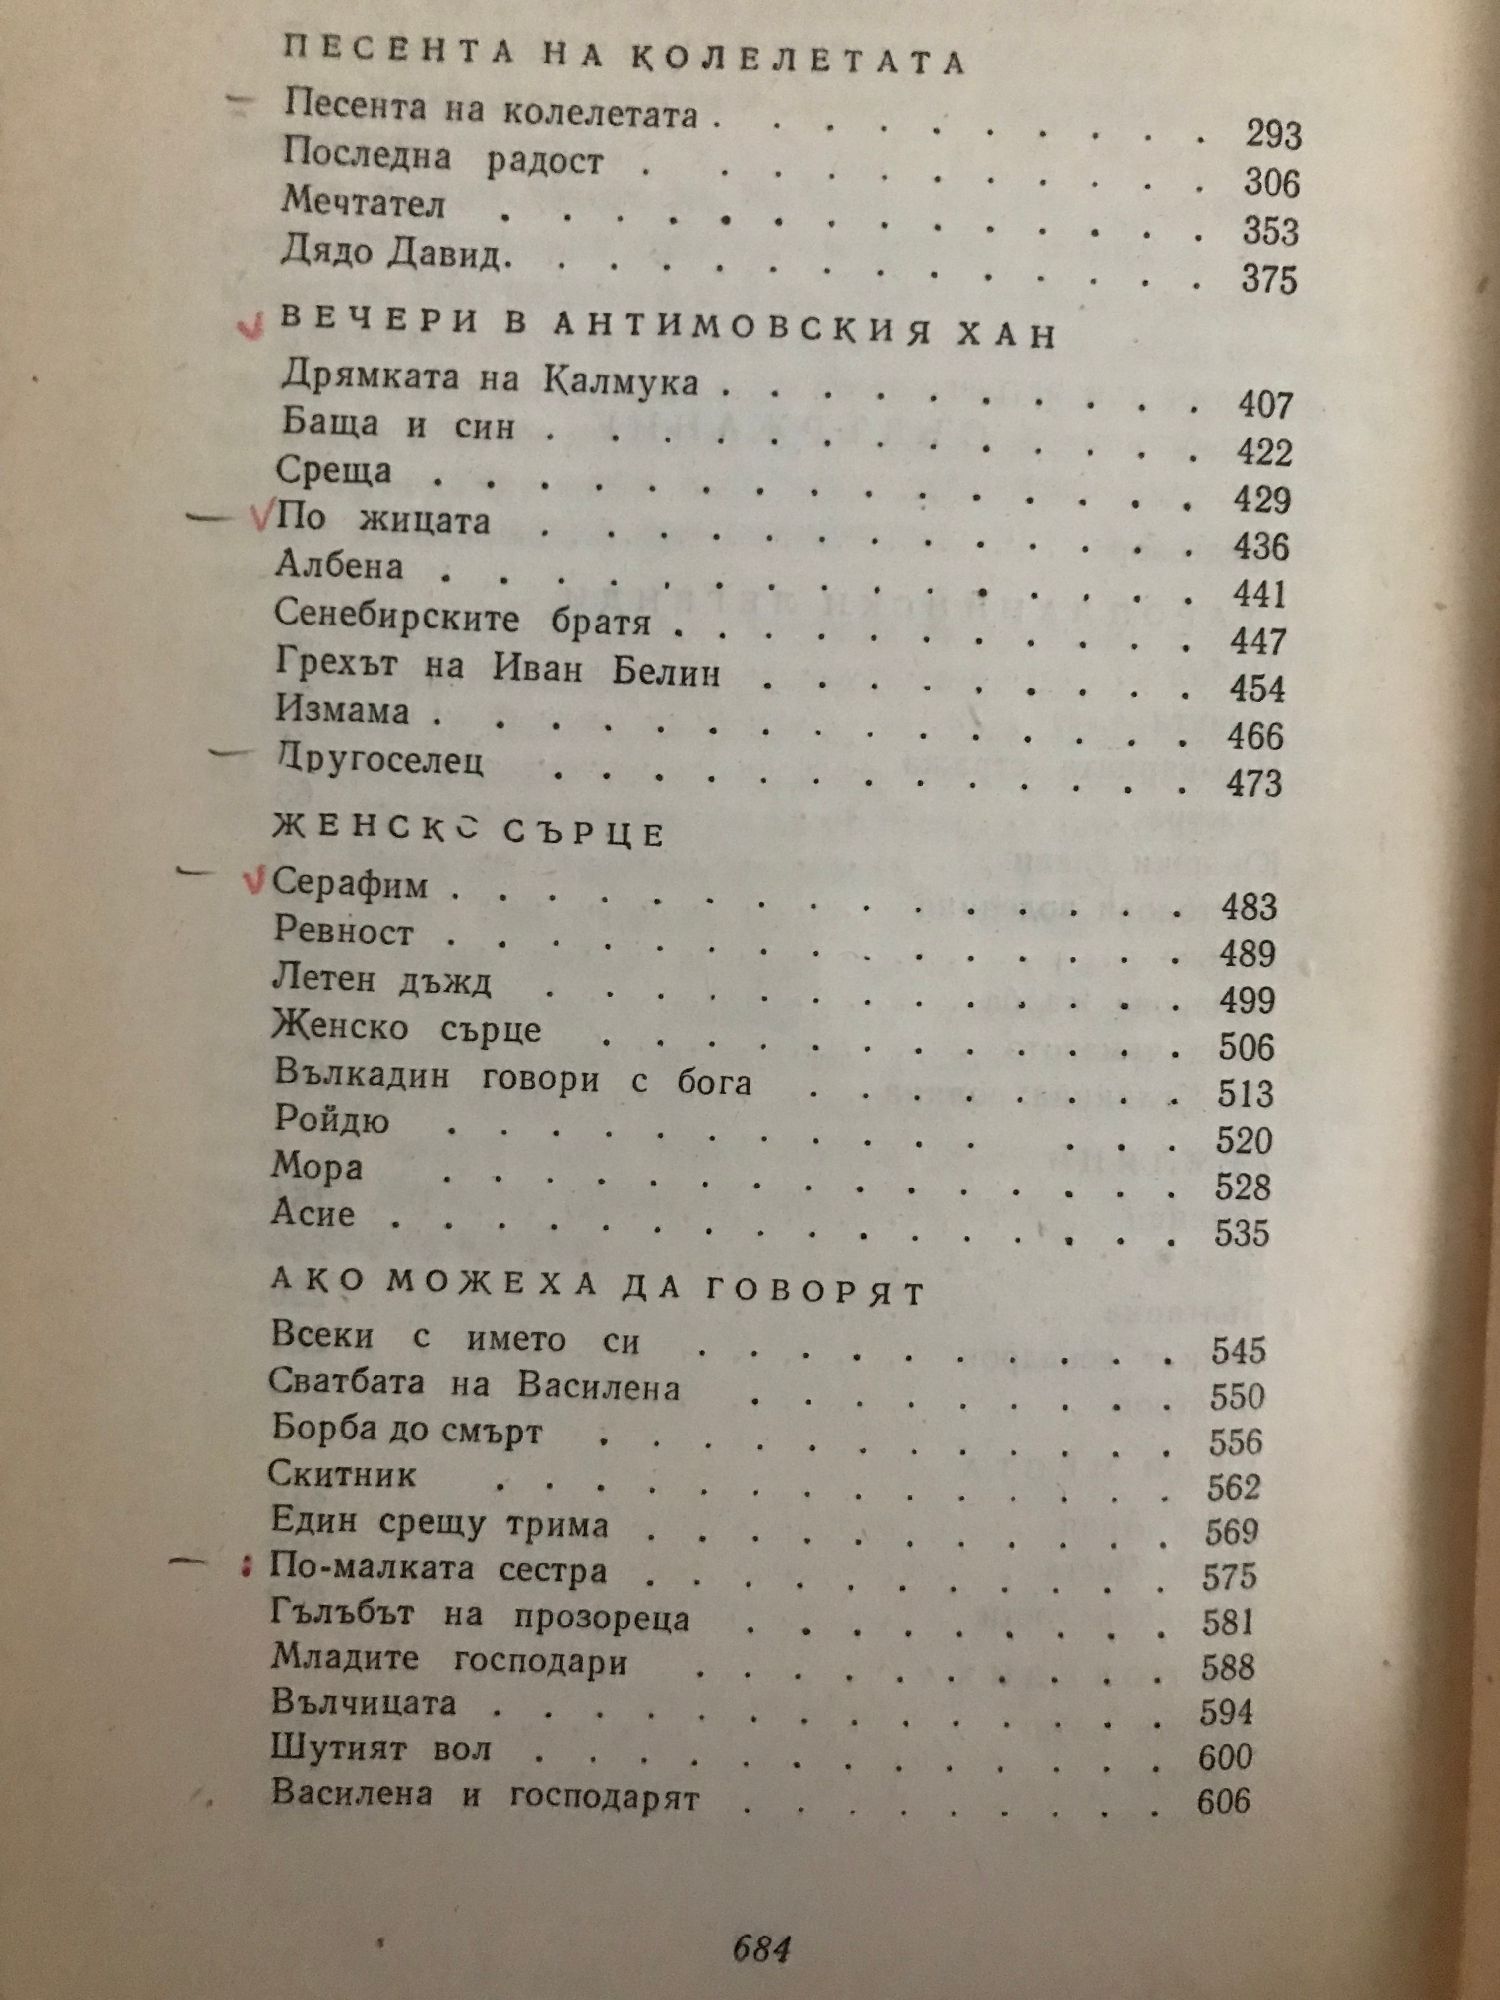 ПЕСЕНТА НА КОЛЕЛЕТАТА
Песента на колелетата . . . . . . . . . . 293
Последна радост . . . . . . . . . . . 306
Мечтател . . . . . . . . . . . . . . 353
Дядо Давид. . . . . . . . . . . . . . 375
ВЕЧЕРИ В АНТИМОВСКИЯ ХАН
Дрямката на Калмука . . . . . . . . . . 407
Баща и син . . . . . . . . . . . . . 422
Среща . . . . . . . . . . . . . . . 429
По жицата . . . . . . . . . . . . . 436
Албена . . . . . . . . . . . . . . . 441
Сенебирските братя . . . . . . . . . . . 447
Грехът на Иван Белин . . . . . . . . . 454
Измама . . . . . . . . . . . . . . . 466
Другоселец . . . . . . . . . . . . . 473
ЖЕНСКО СЪРЦЕ
Серафим . . . . . . . . . . . . . . . 483
Ревност . . . . . . . . . . . . . . . 489
Летен дъжд . . . . . . . . . . . . . 499
Женско сърце . . . . . . . . . . . . 506
Вълкадин говори с бога . . . . . . . . 513
Ройдю . . . . . . . . . . . . . . 520
Мора . . . . . . . . . . . . . . . 528
Асие . . . . . . . . . . . . . . . . 535
АКО МОЖЕХА ДА ГОВОРЯТ
Всеки с името си . . . . . . . . . . 545
Сватбата на Василена . . . . . . . . . 550
Борба до смърт . . . . . . . . . . . . 556
Скитник . . . . . . . . . . . . . . 562
Един срещу трима . . . . . . . . . . . 569
По-малката сестра . . . . . . . . . . . 575
Гълъбът на прозореца . . . . . . . . . 581
Младите господари . . . . . . . . . . 588
Вълчицата . . . . . . . . . . . . . . 594
Шутият вол . . . . . . . . . . . . . 600
Василена и господарят . . . . . . . . . 606
684